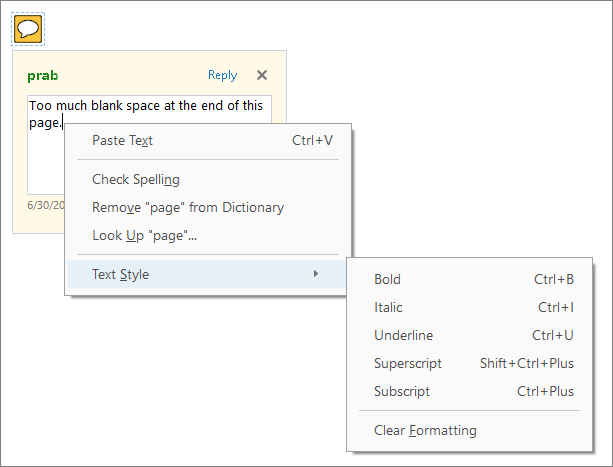 prab Reply
Too much blank space at the end of this
page.
6/30/20
Paste Text Ctrl+V
Check Spelling
Remove "page" from Dictionary
Look Up "page"...
Text Style
Bold Ctrl+B
Italic Ctrl+I
Underline Ctrl+U
Superscript Shift+Ctrl+Plus
Subscript Ctrl+Plus
Clear Formatting